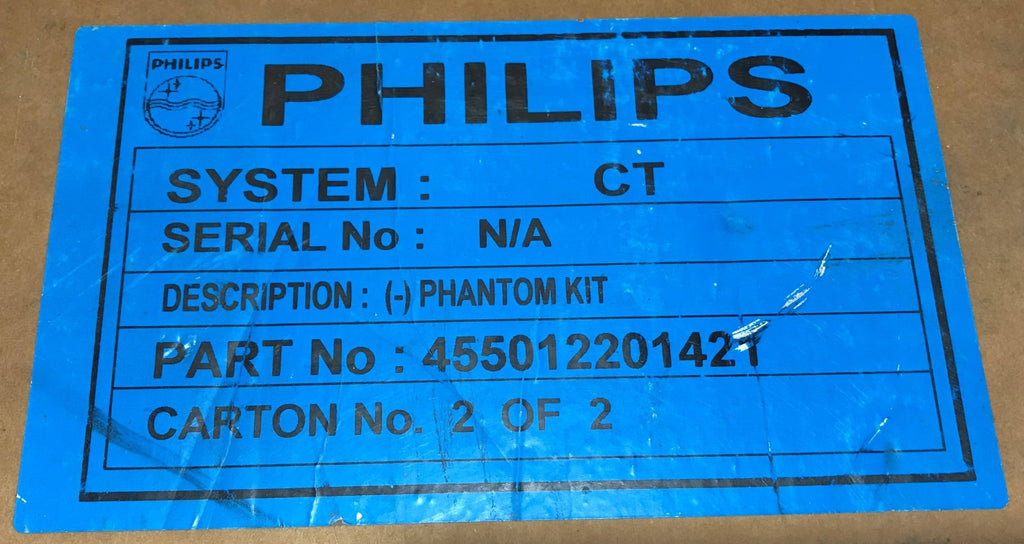 PHILIPS
PHILIPS
SYSTEM : CT
SERIAL No : N/A
DESCRIPTION : (-) PHANTOM KIT
PART No : 455012201421
CARTON No. 2 OF 2